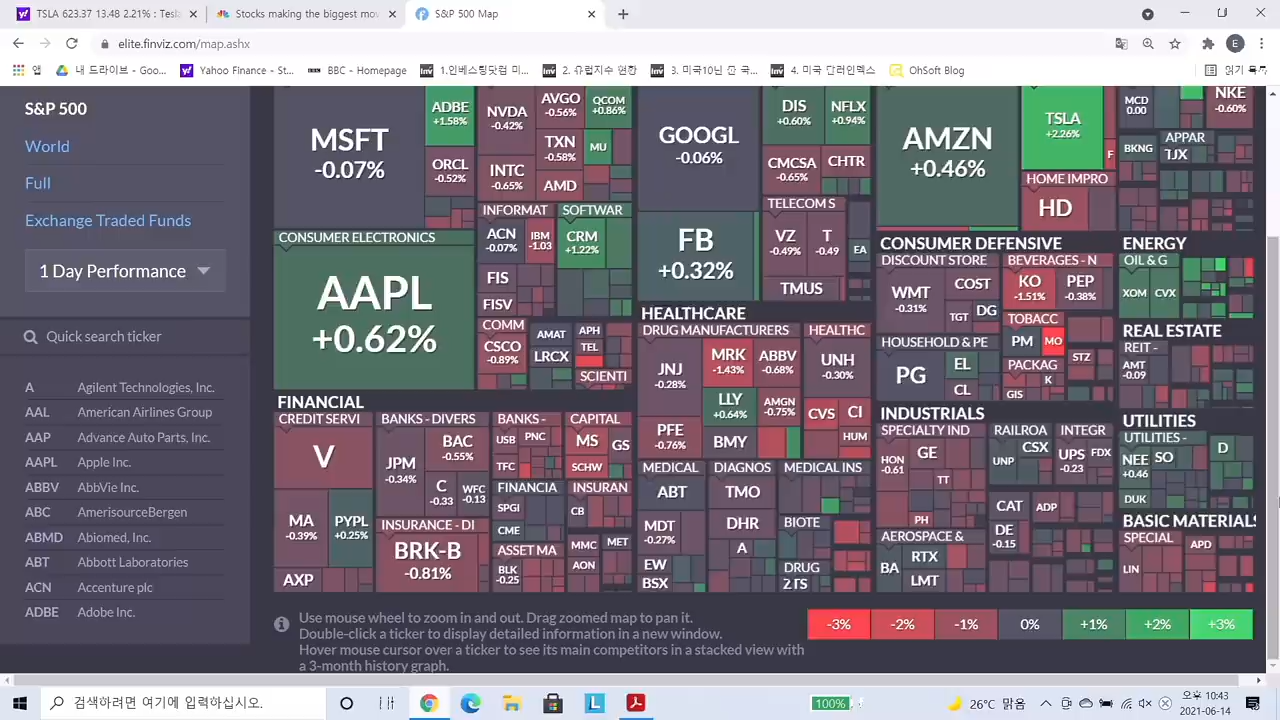 TSLA 623.37 13.48 2.21% : Tesl
Stocks making the biggest mo
S&P 500 Map
elite.finviz.com/map.ashx
E
앱
내 드라이브 - Goo...
Yahoo Finance - St...
BBC - Homepage
1.인베스팅닷컴 미...
2. 유럽지수 현황
3. 미국10년 존 국...
4. 미국 단러인덱스
OhSoft Blog
읽기 목록
S&P 500
World
Full
Exchange Traded Funds
1 Day Performance
Quick search ticker
A Agilent Technologies, Inc.
AAL American Airlines Group
AAP Advance Auto Parts, Inc.
AAPL Apple Inc.
ABBV AbbVie Inc.
ABC AmerisourceBergen
ABMD Abiomed, Inc.
ABT Abbott Laboratories
ACN Accenture plc
ADBE Adobe Inc.
MSFT
-0.07%
ADBE
+1.58%
ORCL
-0.52%
NVDA
-0.42%
AVGO
-0.56%
QCOM
+0.86%
TXN
-0.58%
MU
INTC
-0.65%
AMD
INFORMAT
SOFTWAR
ACN
-0.07%
IBM
-1.03
CRM
+1.22%
FIS
FISV
CONSUMER ELECTRONICS
AAPL
+0.62%
COMM
CSCO
-0.89%
AMAT
LRCX
APH
TEL
SCIENTI
GOOGL
-0.06%
FB
+0.32%
DIS
+0.60%
NFLX
+0.94%
CMCSA
-0.65%
CHTR
TELECOM S
VZ
-0.49%
T
-0.49
EA
TMUS
AMZN
+0.46%
TSLA
+2.26%
F
HOME IMPRO
HD
MCD
0.00
NKE
-0.60%
BKNG
APPAR
TJX
FINANCIAL
CREDIT SERVI
V
MA
-0.39%
PYPL
+0.25%
AXP
BANKS - DIVERS
JPM
-0.34%
BAC
-0.55%
C
-0.33
WFC
-0.13
INSURANCE - DI
BRK-B
-0.81%
BANKS -
USB
PNC
TFC
FINANCIA
SPGI
CME
ASSET MA
BLK
-0.25
CAPITAL
MS
GS
SCHW
INSURAN
CB
MMC
MET
AON
HEALTHCARE
DRUG MANUFACTURERS
JNJ
-0.28%
MRK
-1.43%
ABBV
-0.68%
PFE
-0.76%
LLY
+0.64%
AMGN
-0.75%
BMY
HEALTHC
UNH
-0.30%
CVS
CI
HUM
MEDICAL
ABT
MDT
-0.27%
EW
BSX
DIAGNOS
TMO
DHR
A
MEDICAL INS
BIOTE
DRUG
CONSUMER DEFENSIVE
DISCOUNT STORE
WMT
-0.31%
COST
TGT
DG
BEVERAGES - N
KO
-1.51%
PEP
-0.38%
TOBACC
PM
MO
STZ
HOUSEHOLD & PE
PG
EL
CL
PACKAG
K
GIS
INDUSTRIALS
SPECIALTY IND
HON
-0.61
GE
TT
PH
RAILROA
UNP
CSX
INTEGR
UPS
-0.23
FDX
CAT
ADP
DE
-0.15
AEROSPACE &
BA
RTX
LMT
ENERGY
OIL & G
XOM
CVX
REAL ESTATE
REIT -
AMT
-0.09
UTILITIES
UTILITIES -
NEE
+0.46
SO
DUK
D
BASIC MATERIALS
SPECIAL
LIN
APD
Use mouse wheel to zoom in and out. Drag zoomed map to pan it.
Double-click a ticker to display detailed information in a new window.
Hover mouse cursor over a ticker to see its main competitors in a stacked view with
a 3-month history graph.
-3% -2% -1% 0% +1% +2% +3%
검색하려면 여기에 입력하십시오.
L
100%
26°C 맑음
오후 10:43
2021-06-14